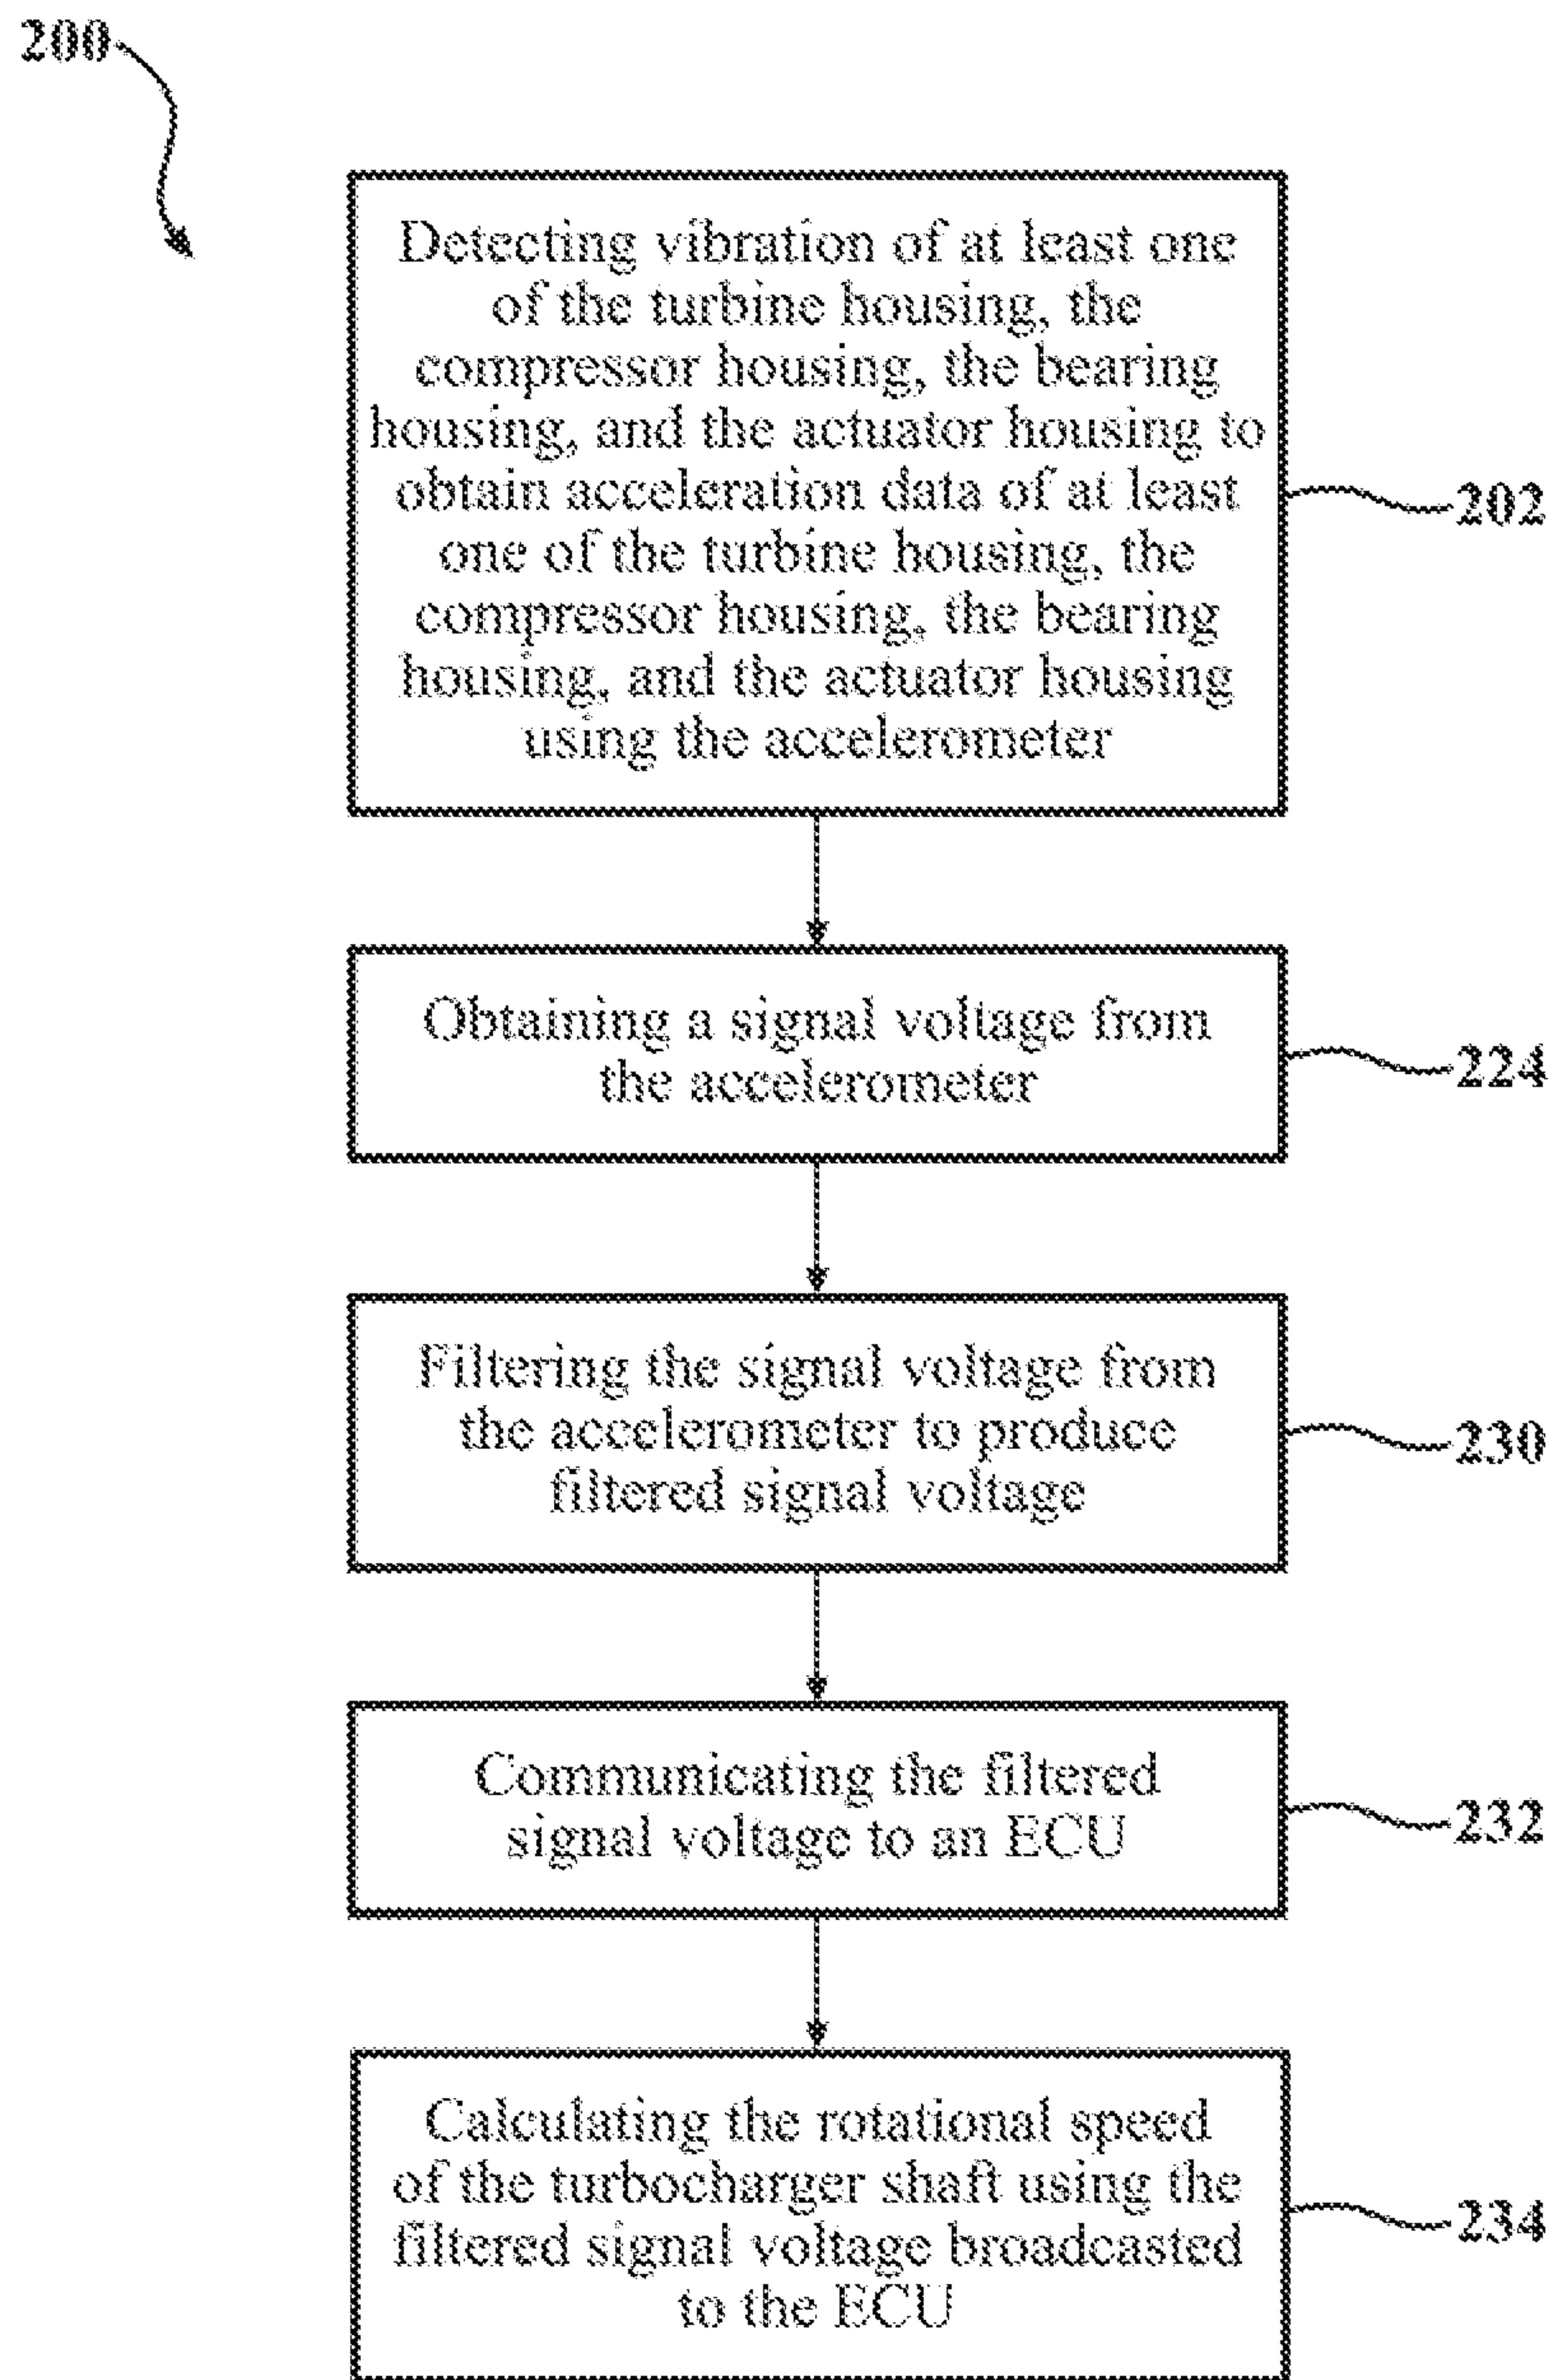 200
Detecting vibration of at least one
of the turbine housing, the
compressor housing, the bearing
housing, and the actuator housing to
obtain acceleration data of at least
one of the turbine housing, the
compressor housing, the bearing
housing, and the actuator housing
using the accelerometer
202
Obtaining a signal voltage from
the accelerometer
224
Filtering the signal voltage from
the accelerometer to produce
filtered signal voltage
230
Communicating the filtered
signal voltage to an ECU
232
Calculating the rotational speed
of the turbocharger shaft using the
filtered signal voltage broadcasted
to the ECU
234